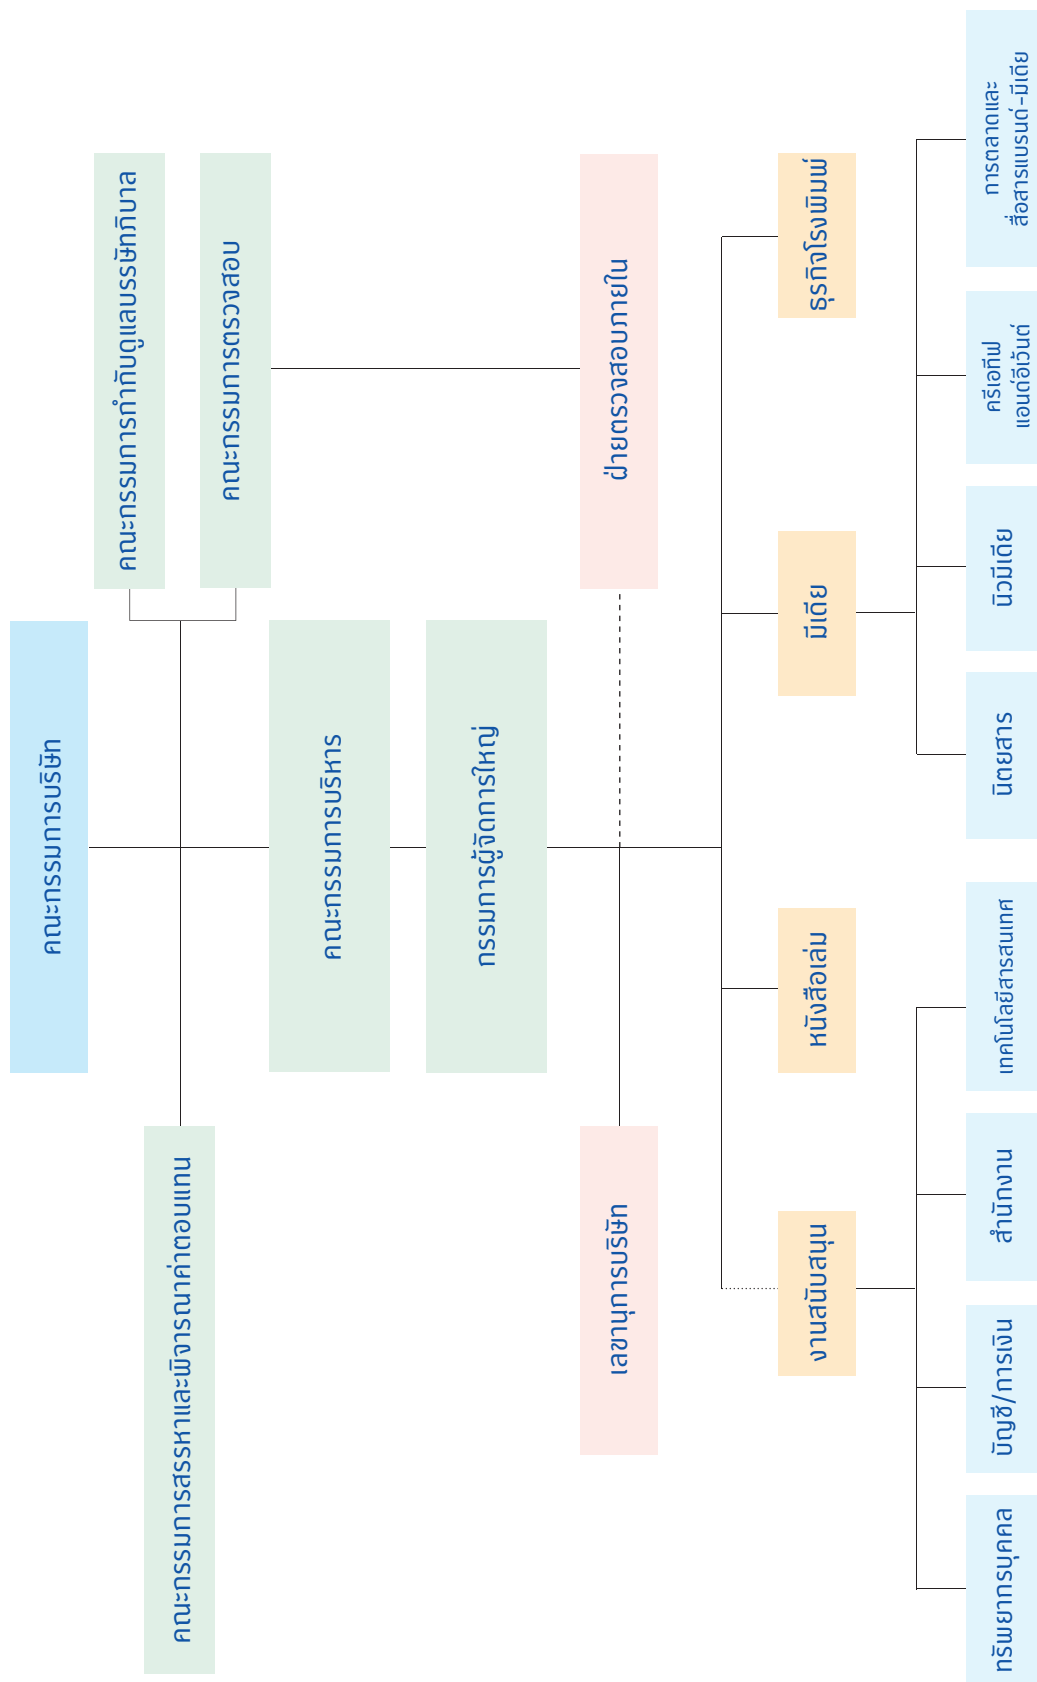 คณะกรรมการบริษัท
คณะกรรมการกำกับดูแลบรรษัทภิบาล
คณะกรรมการสรรหาและพิจารณาค่าตอบแทน
คณะกรรมการตรวจสอบ
คณะกรรมการบริหาร
กรรมการผู้จัดการใหญ่
เลขานุการบริษัท
ฝ่ายตรวจสอบภายใน
งานสนับสนุน
หนังสือเล่ม
มีเดีย
ธุรกิจโรงพิมพ์
ทรัพยากรบุคคล
บัญชี/การเงิน
สำนักงาน
เทคโนโลยีสารสนเทศ
นิตยสาร
นิวมีเดีย
ครีเอทีฟ
แอนด์อีเว้นต์
การตลาดและ
สื่อสารแบรนด์-มีเดีย